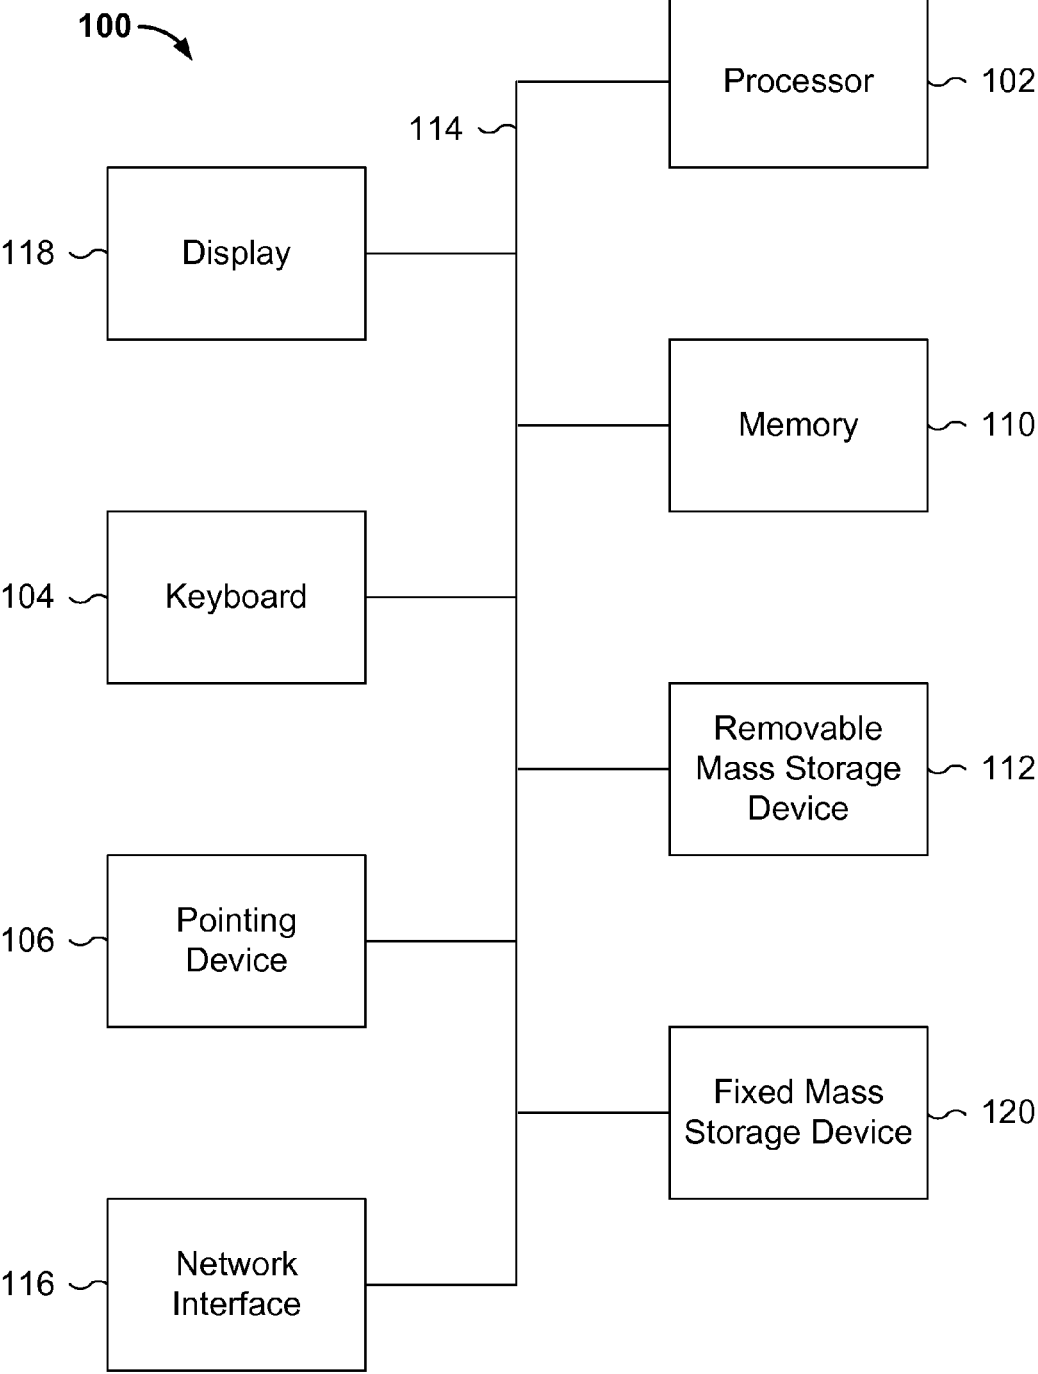 100
Processor
102
114
118
Display
Memory
110
104
Keyboard
Removable
Mass Storage
Device
112
106
Pointing
Device
Fixed Mass
Storage Device
120
116
Network
Interface